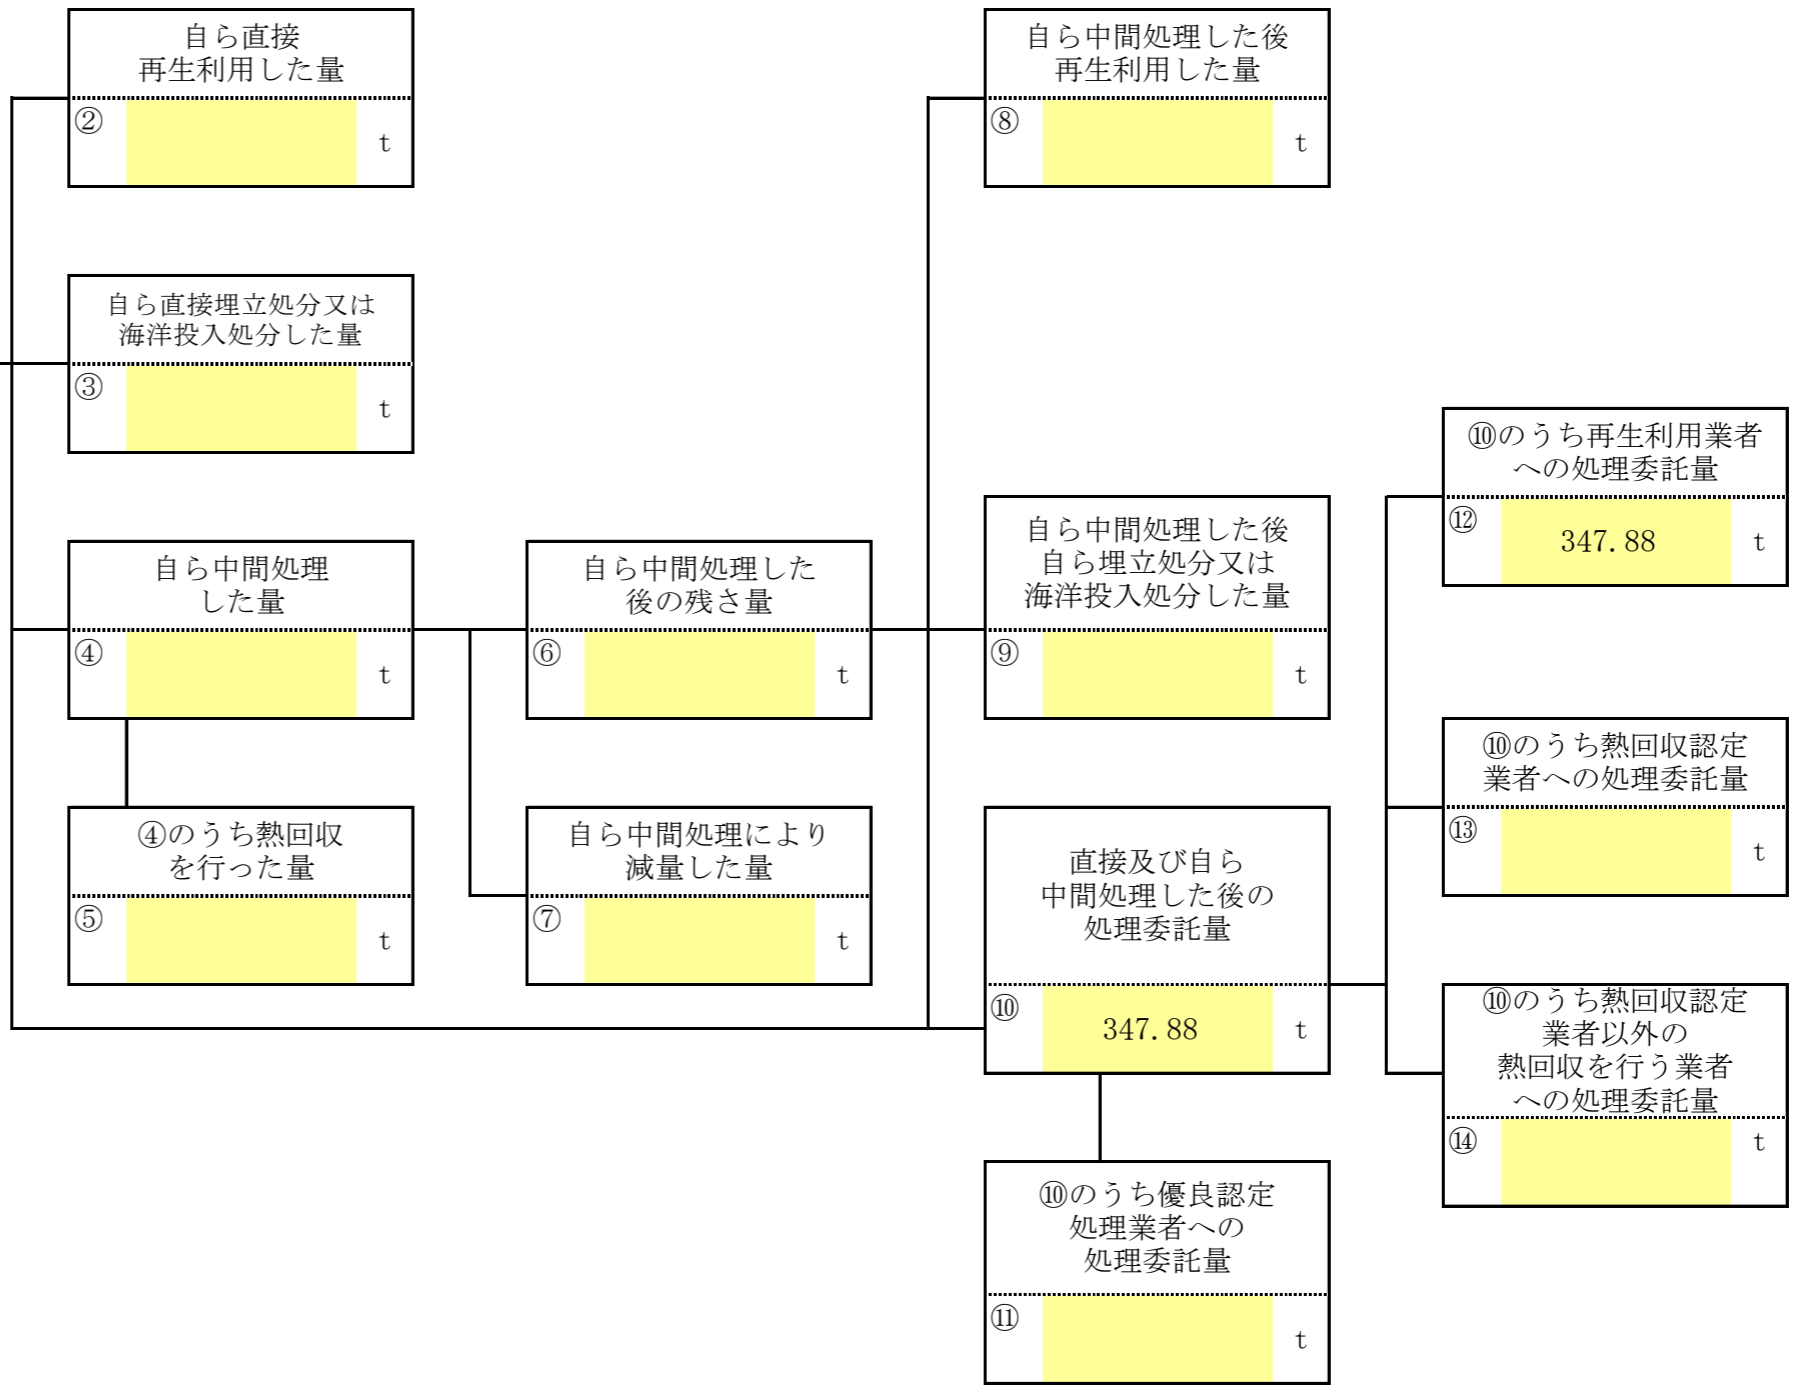 自ら直接
再生利用した量
②
t
自ら中間処理した後
再生利用した量
⑧
t
自ら直接埋立処分又は
海洋投入処分した量
③
t
⑩のうち再生利用業者
への処理委託量
⑫
347.88
t
自ら中間処理
した量
④
t
自ら中間処理した
後の残さ量
⑥
t
自ら中間処理した後
自ら埋立処分又は
海洋投入処分した量
⑨
t
⑩のうち熱回収認定
業者への処理委託量
⑬
t
④のうち熱回収
を行った量
⑤
t
自ら中間処理により
減量した量
⑦
t
直接及び自ら
中間処理した後の
処理委託量
⑩
347.88
t
⑩のうち熱回収認定
業者以外の
熱回収を行う業者
への処理委託量
⑭
t
⑩のうち優良認定
処理業者への
処理委託量
⑪
t